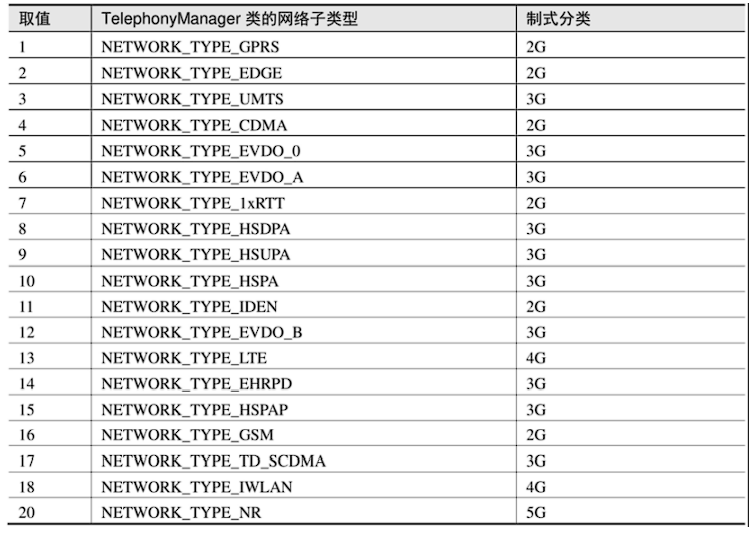 取值 TelephonyManager 类的网络子类型 制式分类
1 NETWORK_TYPE_GPRS 2G
2 NETWORK_TYPE_EDGE 2G
3 NETWORK_TYPE_UMTS 3G
4 NETWORK_TYPE_CDMA 2G
5 NETWORK_TYPE_EVDO_0 3G
6 NETWORK_TYPE_EVDO_A 3G
7 NETWORK_TYPE_1xRTT 2G
8 NETWORK_TYPE_HSDPA 3G
9 NETWORK_TYPE_HSUPA 3G
10 NETWORK_TYPE_HSPA 3G
11 NETWORK_TYPE_IDEN 2G
12 NETWORK_TYPE_EVDO_B 3G
13 NETWORK_TYPE_LTE 4G
14 NETWORK_TYPE_EHRPD 3G
15 NETWORK_TYPE_HSPAP 3G
16 NETWORK_TYPE_GSM 2G
17 NETWORK_TYPE_TD_SCDMA 3G
18 NETWORK_TYPE_IWLAN 4G
20 NETWORK_TYPE_NR 5G